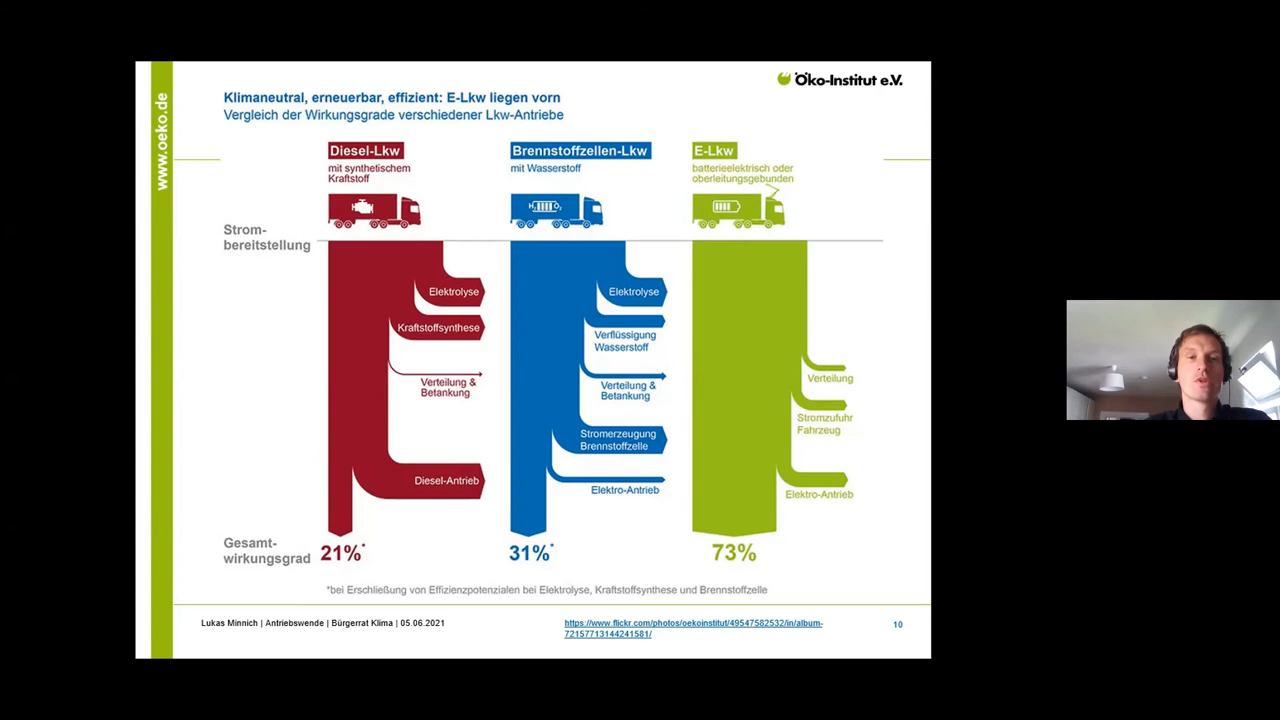 www.oeko.de
Öko-Institut e.V.
Klimaneutral, erneuerbar, effizient: E-Lkw liegen vorn
Vergleich der Wirkungsgrade verschiedener Lkw-Antriebe
Diesel-Lkw
mit synthetischem
Kraftstoff
Brennstoffzellen-Lkw
mit Wasserstoff
H₂ O₂
E-Lkw
batterieelektrisch oder
oberleitungsgebunden
Strom-
bereitstellung
Elektrolyse
Kraftstoffsynthese
Verteilung &
Betankung
Diesel-Antrieb
Elektrolyse
Verflüssigung
Wasserstoff
Verteilung &
Betankung
Stromerzeugung
Brennstoffzelle
Elektro-Antrieb
Verteilung
Stromzufuhr
Fahrzeug
Elektro-Antrieb
Gesamt-
wirkungsgrad
21%*
31%*
73%
*bei Erschließung von Effizienzpotenzialen bei Elektrolyse, Kraftstoffsynthese und Brennstoffzelle
Lukas Minnich | Antriebswende | Bürgerrat Klima | 05.06.2021
https://www.flickr.com/photos/oekoinstitut/49547582532/in/album-
72157713144241581/
10